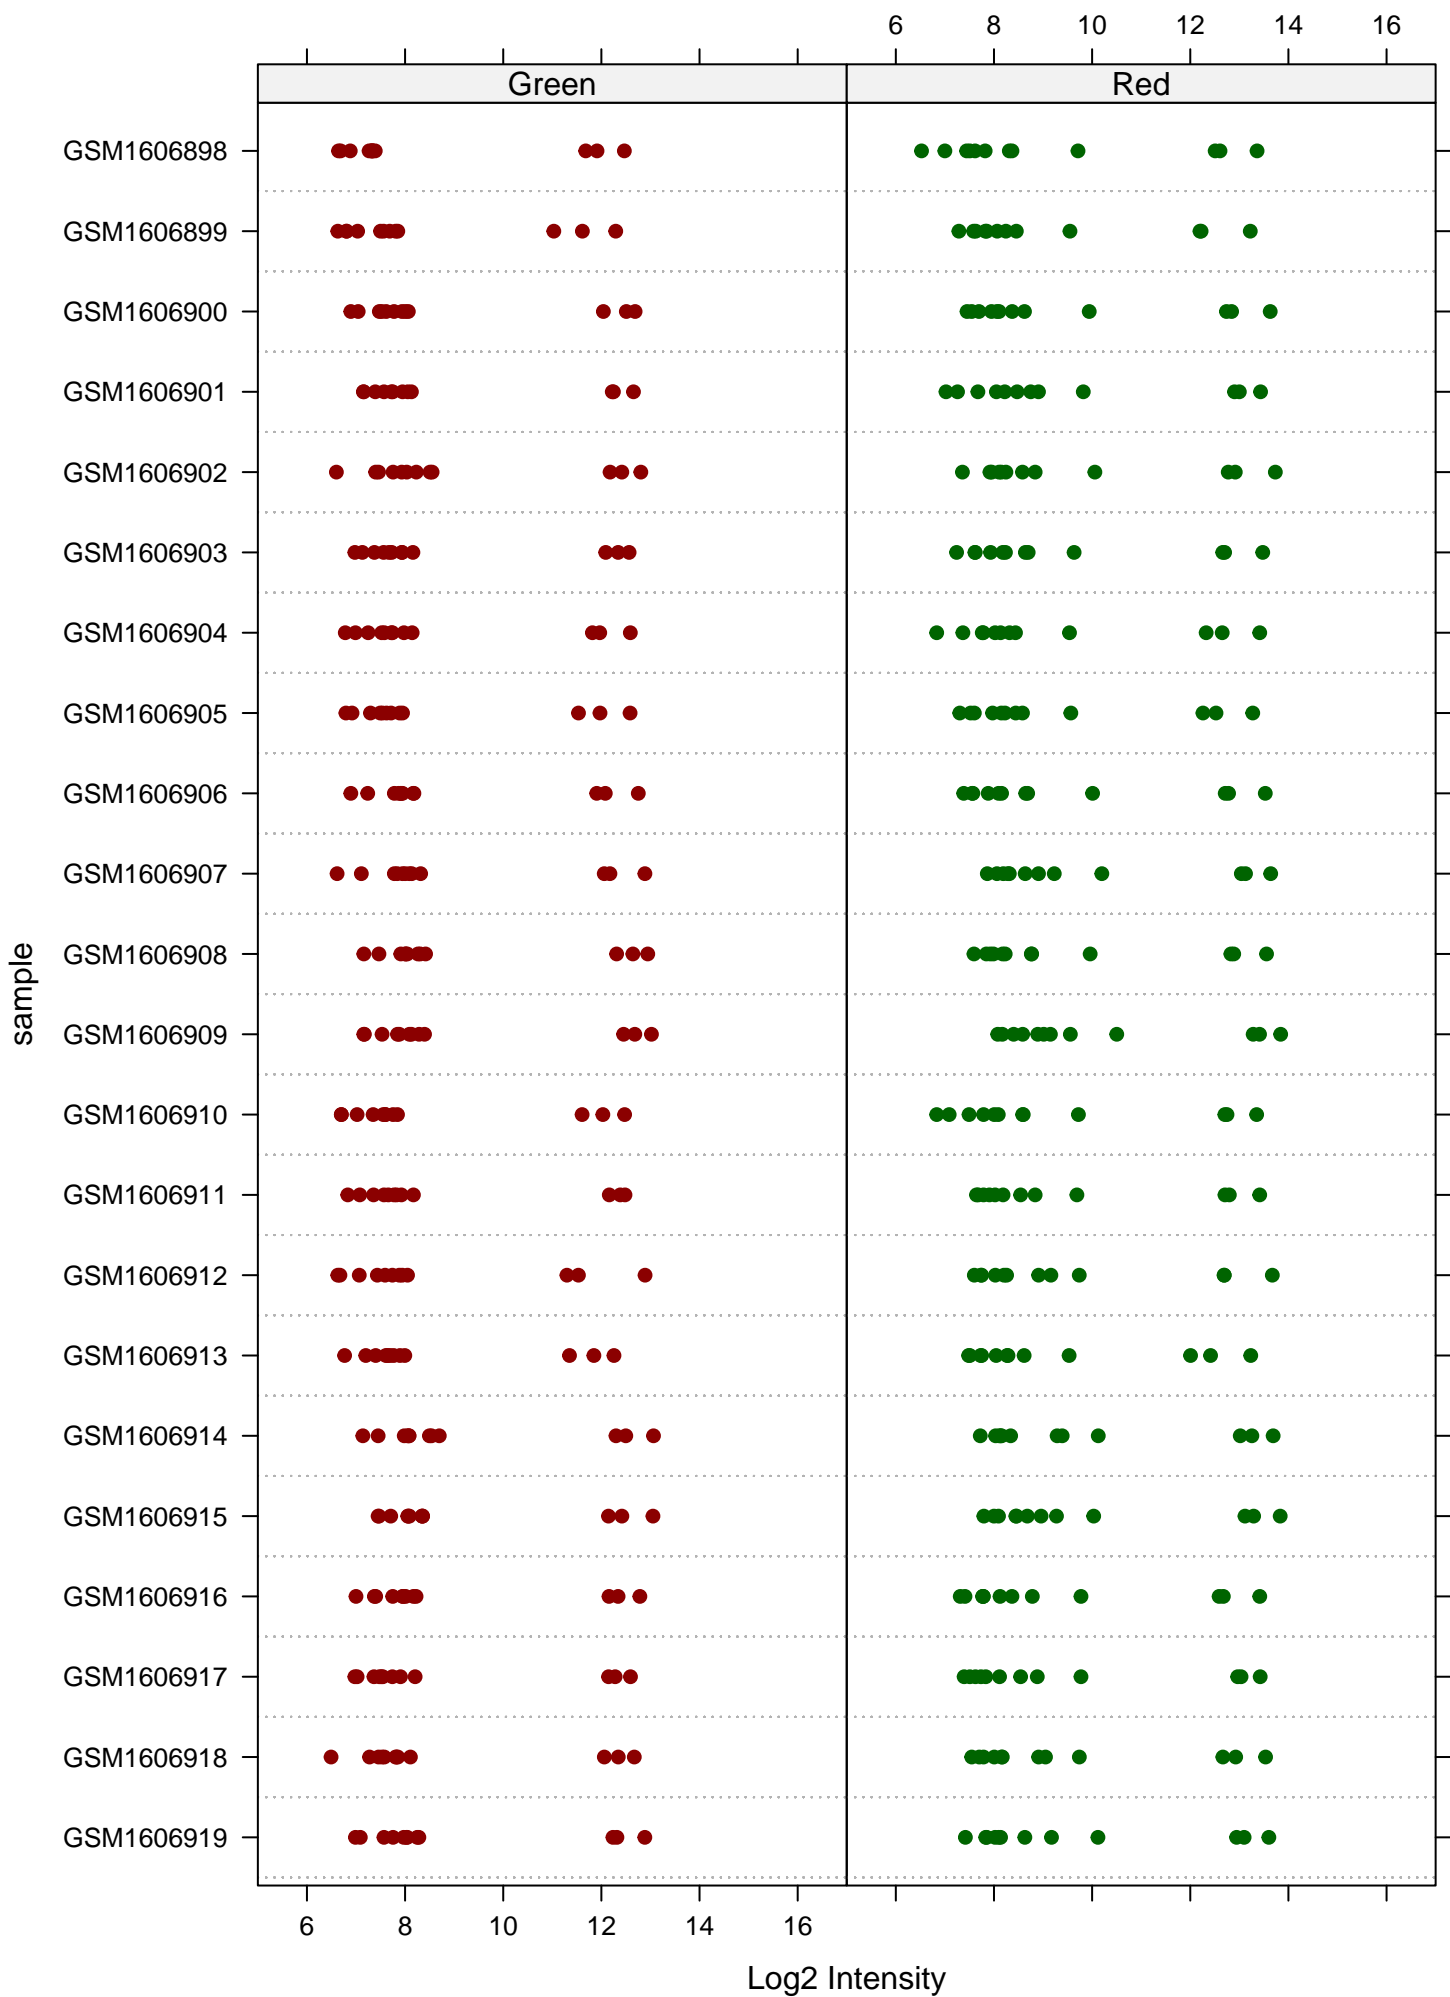 6 8 10 12 14 16
Green Red
GSM1606898
GSM1606899
GSM1606900
GSM1606901
GSM1606902
GSM1606903
GSM1606904
GSM1606905
GSM1606906
GSM1606907
GSM1606908
GSM1606909
GSM1606910
GSM1606911
GSM1606912
GSM1606913
GSM1606914
GSM1606915
GSM1606916
GSM1606917
GSM1606918
GSM1606919
sample
6 8 10 12 14 16
Log2 Intensity